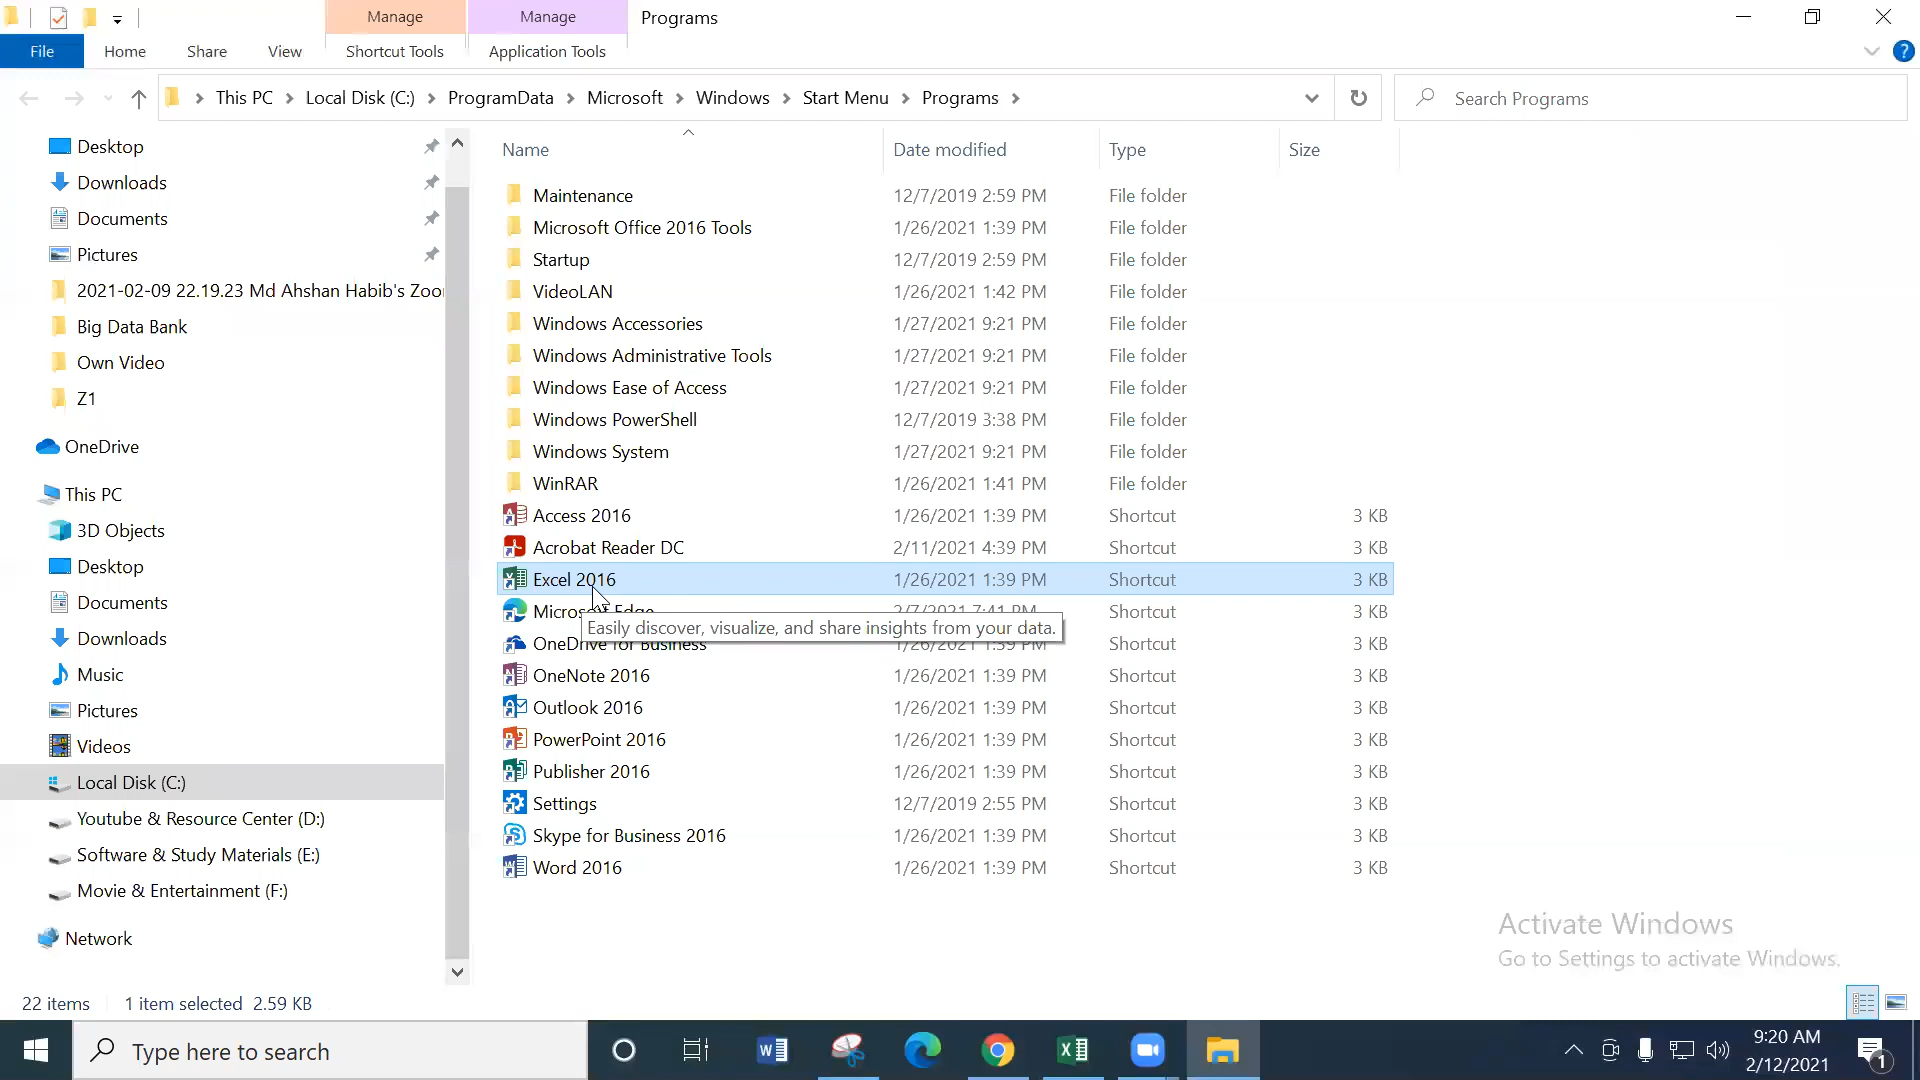 Manage Manage Programs
File Home Share View Shortcut Tools Application Tools
This PC Local Disk (C:) ProgramData Microsoft Windows Start Menu Programs Search Programs
Name Date modified Type Size
Desktop
Downloads
Documents
Pictures
2021-02-09 22.19.23 Md Ahshan Habib's Zoo
Big Data Bank
Own Video
Z1
OneDrive
This PC
3D Objects
Desktop
Documents
Downloads
Music
Pictures
Videos
Local Disk (C:)
Youtube & Resource Center (D:)
Software & Study Materials (E:)
Movie & Entertainment (F:)
Network
Maintenance 12/7/2019 2:59 PM File folder
Microsoft Office 2016 Tools 1/26/2021 1:39 PM File folder
Startup 12/7/2019 2:59 PM File folder
VideoLAN 1/26/2021 1:42 PM File folder
Windows Accessories 1/27/2021 9:21 PM File folder
Windows Administrative Tools 1/27/2021 9:21 PM File folder
Windows Ease of Access 1/27/2021 9:21 PM File folder
Windows PowerShell 12/7/2019 3:38 PM File folder
Windows System 1/27/2021 9:21 PM File folder
WinRAR 1/26/2021 1:41 PM File folder
Access 2016 1/26/2021 1:39 PM Shortcut 3 KB
Acrobat Reader DC 2/11/2021 4:39 PM Shortcut 3 KB
Excel 2016 1/26/2021 1:39 PM Shortcut 3 KB
Microsoft Edge 2/7/2021 7:41 PM Shortcut 3 KB
Easily discover, visualize, and share insights from your data.
OneDrive for Business 1/26/2021 1:39 PM Shortcut 3 KB
OneNote 2016 1/26/2021 1:39 PM Shortcut 3 KB
Outlook 2016 1/26/2021 1:39 PM Shortcut 3 KB
PowerPoint 2016 1/26/2021 1:39 PM Shortcut 3 KB
Publisher 2016 1/26/2021 1:39 PM Shortcut 3 KB
Settings 12/7/2019 2:55 PM Shortcut 3 KB
Skype for Business 2016 1/26/2021 1:39 PM Shortcut 3 KB
Word 2016 1/26/2021 1:39 PM Shortcut 3 KB
Activate Windows
Go to Settings to activate Windows.
22 items 1 item selected 2.59 KB
Type here to search
9:20 AM
2/12/2021
1